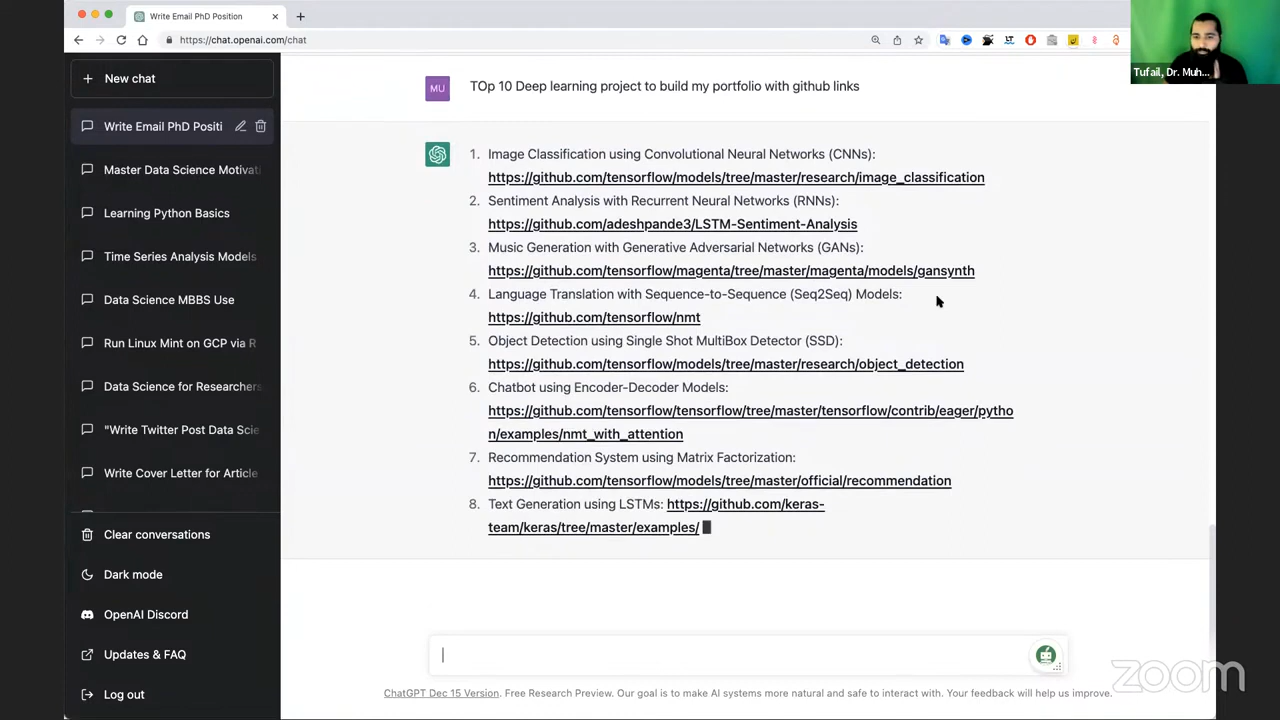 Write Email PhD Position
https://chat.openai.com/chat
Tufail, Dr. Muh...
New chat
Write Email PhD Positi
Master Data Science Motivati
Learning Python Basics
Time Series Analysis Models
Data Science MBBS Use
Run Linux Mint on GCP via R
Data Science for Researchers
"Write Twitter Post Data Scie
Write Cover Letter for Article
Clear conversations
Dark mode
OpenAI Discord
Updates & FAQ
Log out
MU
TOp 10 Deep learning project to build my portfolio with github links
1. Image Classification using Convolutional Neural Networks (CNNs):
https://github.com/tensorflow/models/tree/master/research/image_classification
2. Sentiment Analysis with Recurrent Neural Networks (RNNs):
https://github.com/adeshpande3/LSTM-Sentiment-Analysis
3. Music Generation with Generative Adversarial Networks (GANs):
https://github.com/tensorflow/magenta/tree/master/magenta/models/gansynth
4. Language Translation with Sequence-to-Sequence (Seq2Seq) Models:
https://github.com/tensorflow/nmt
5. Object Detection using Single Shot MultiBox Detector (SSD):
https://github.com/tensorflow/models/tree/master/research/object_detection
6. Chatbot using Encoder-Decoder Models:
https://github.com/tensorflow/tensorflow/tree/master/tensorflow/contrib/eager/pytho
n/examples/nmt_with_attention
7. Recommendation System using Matrix Factorization:
https://github.com/tensorflow/models/tree/master/official/recommendation
8. Text Generation using LSTMs: https://github.com/keras-
team/keras/tree/master/examples/
ChatGPT Dec 15 Version. Free Research Preview. Our goal is to make AI systems more natural and safe to interact with. Your feedback will help us improve.
zoom